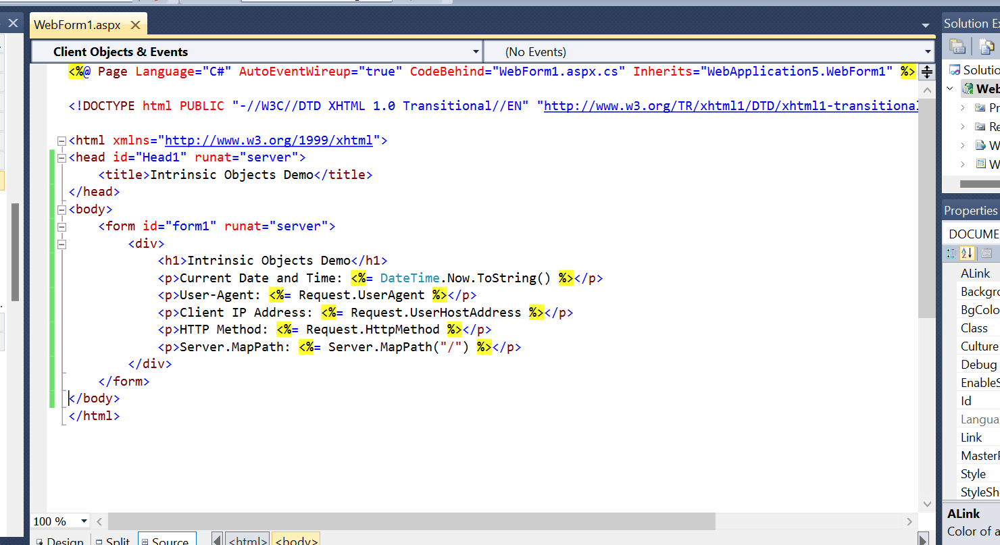 WebForm1.aspx
Client Objects & Events
(No Events)
<%@ Page Language="C#" AutoEventWireup="true" CodeBehind="WebForm1.aspx.cs" Inherits="WebApplication5.WebForm1" %>
<!DOCTYPE html PUBLIC "-//W3C//DTD XHTML 1.0 Transitional//EN" "http://www.w3.org/TR/xhtml1/DTD/xhtml1-transitional
<html xmlns="http://www.w3.org/1999/xhtml">
<head id="Head1" runat="server">
<title>Intrinsic Objects Demo</title>
</head>
<body>
<form id="form1" runat="server">
<div>
<h1>Intrinsic Objects Demo</h1>
<p>Current Date and Time: <%= DateTime.Now.ToString() %></p>
<p>User-Agent: <%= Request.UserAgent %></p>
<p>Client IP Address: <%= Request.UserHostAddress %></p>
<p>HTTP Method: <%= Request.HttpMethod %></p>
<p>Server.MapPath: <%= Server.MapPath("/") %></p>
</div>
</form>
</body>
</html>
100 %
Design
Split
Source
<html>
<body>
Solution Ex
Solutio
Web
Pr
Re
W
W
Properties
DOCUME
ALink
Backgro
BgColo
Class
Culture
Debug
EnableS
Id
Langua
Link
MasterP
Style
StyleSh
ALink
Color of a